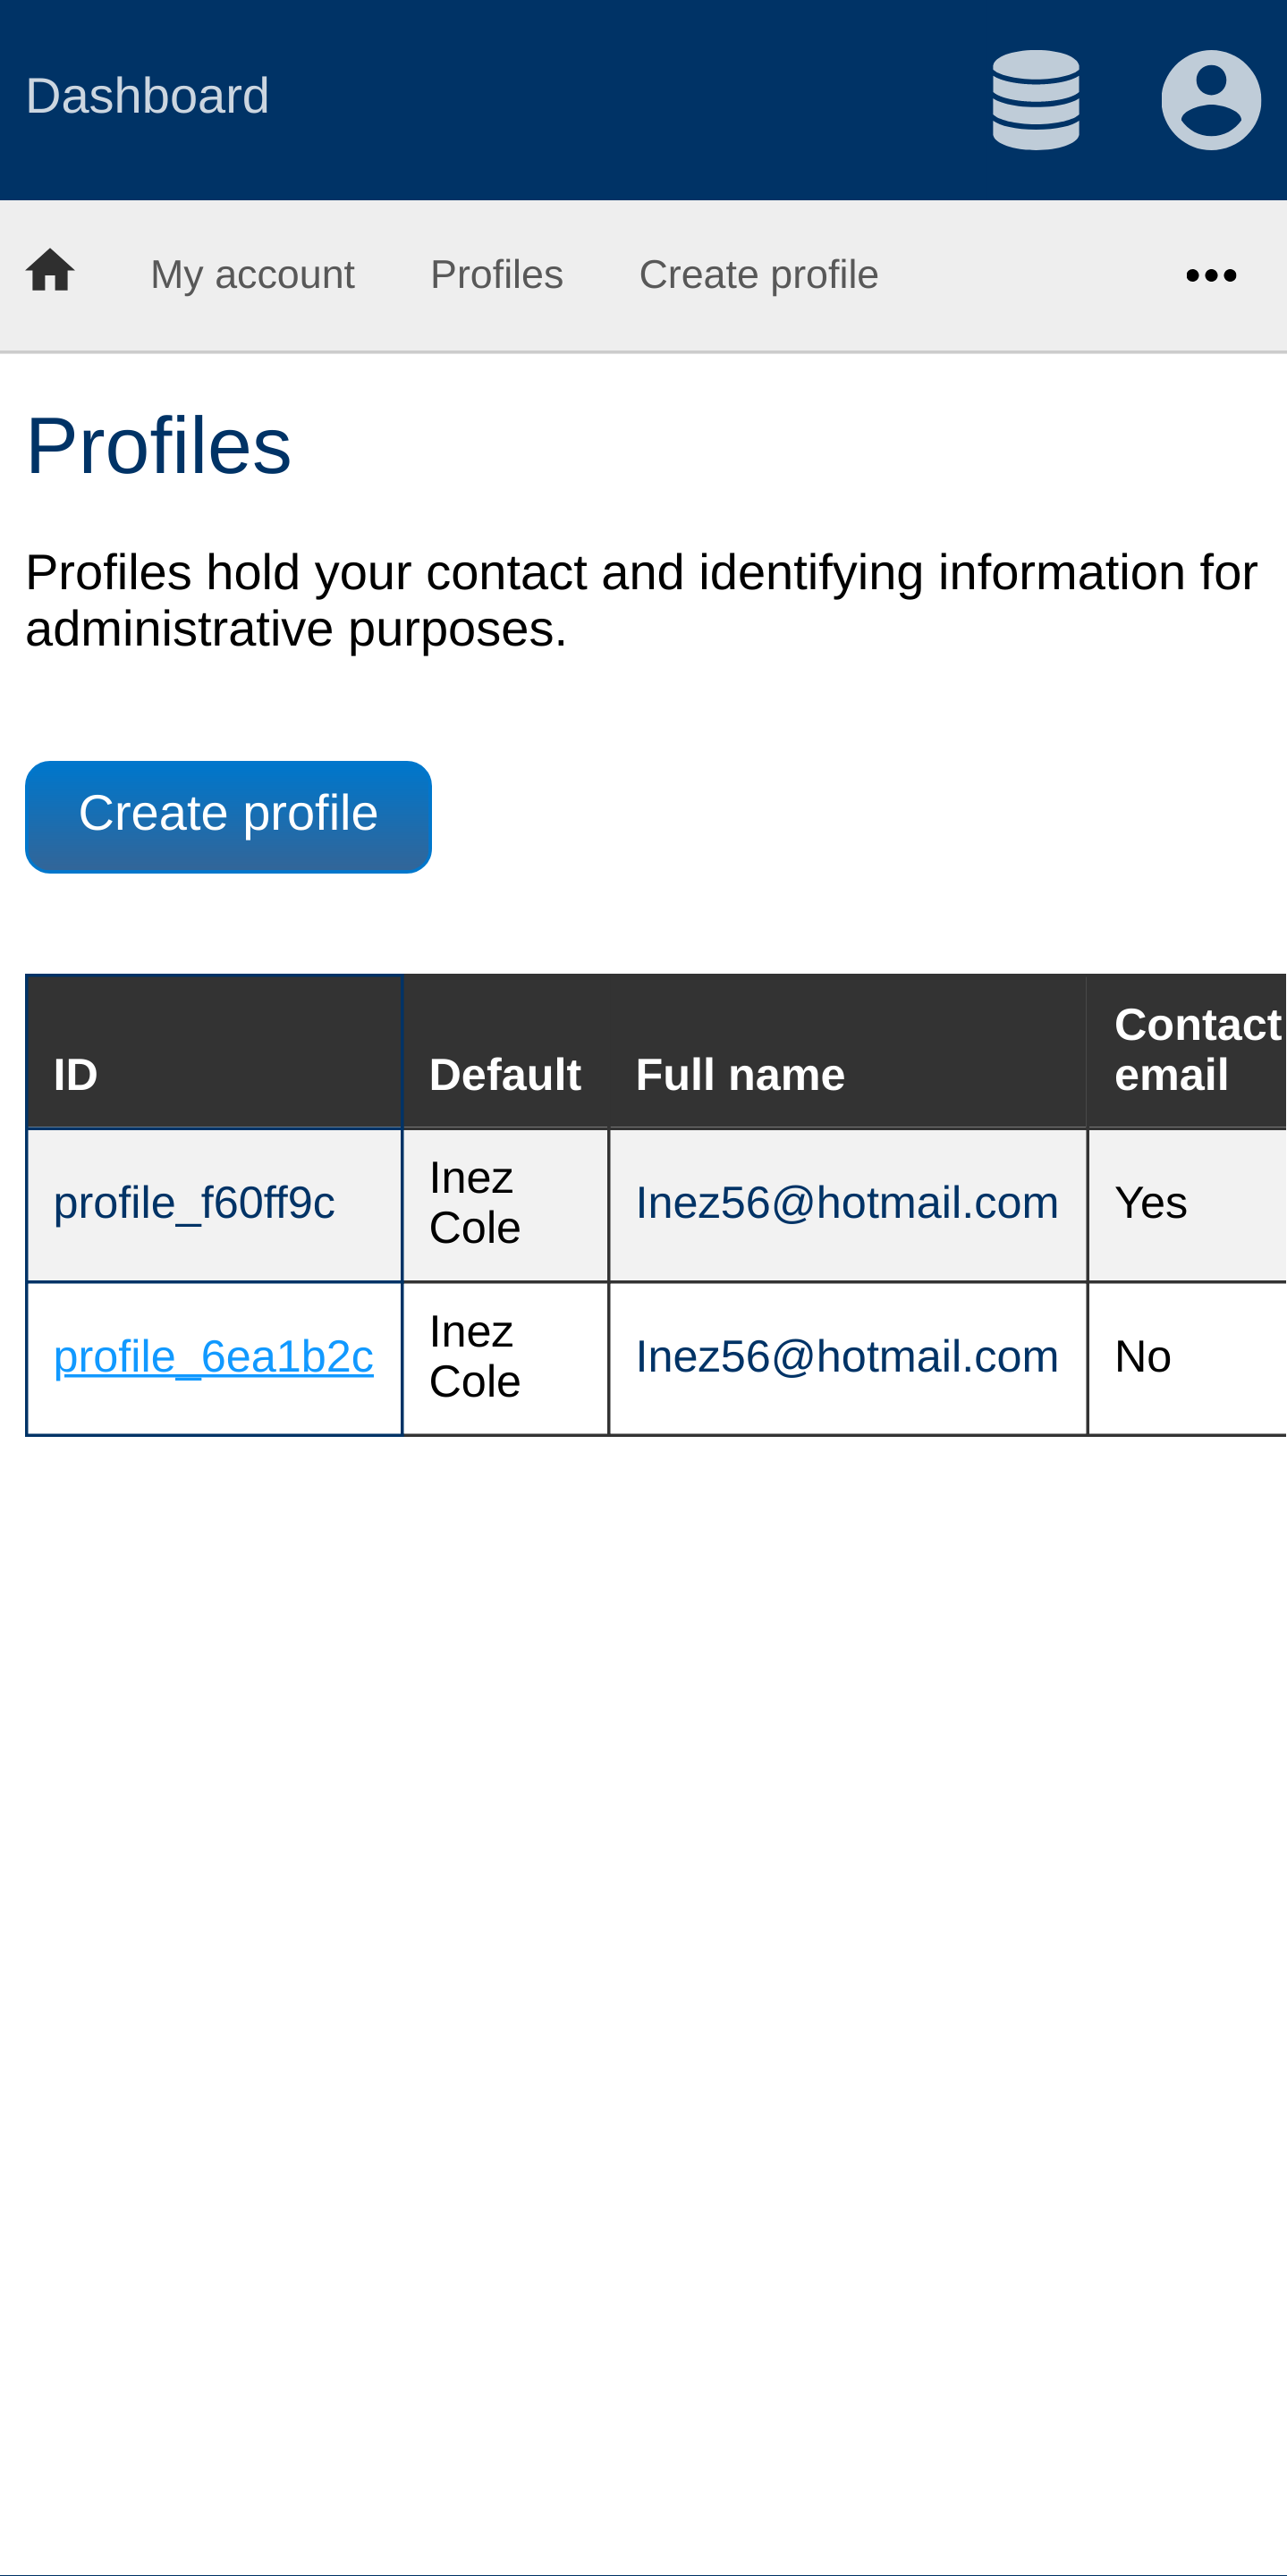 Dashboard
My account Profiles Create profile
Profiles
Profiles hold your contact and identifying information for
administrative purposes.
Create profile
ID Default Full name Contact email
profile_f60ff9c Inez Cole Inez56@hotmail.com Yes
profile_6ea1b2c Inez Cole Inez56@hotmail.com No